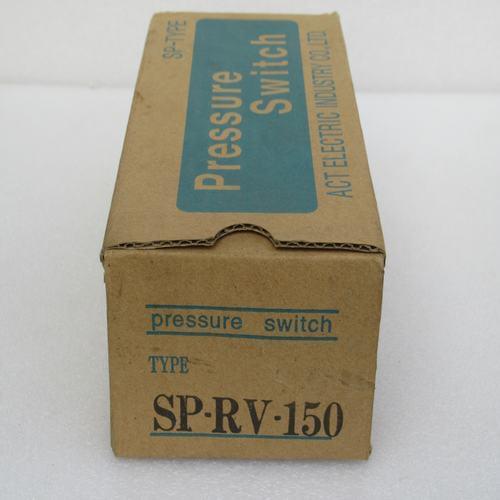 SP-TYPE
Pressure
Switch
ACT ELECTRIC INDUSTRY CO.,LTD.
pressure switch
TYPE
SP-RV-150